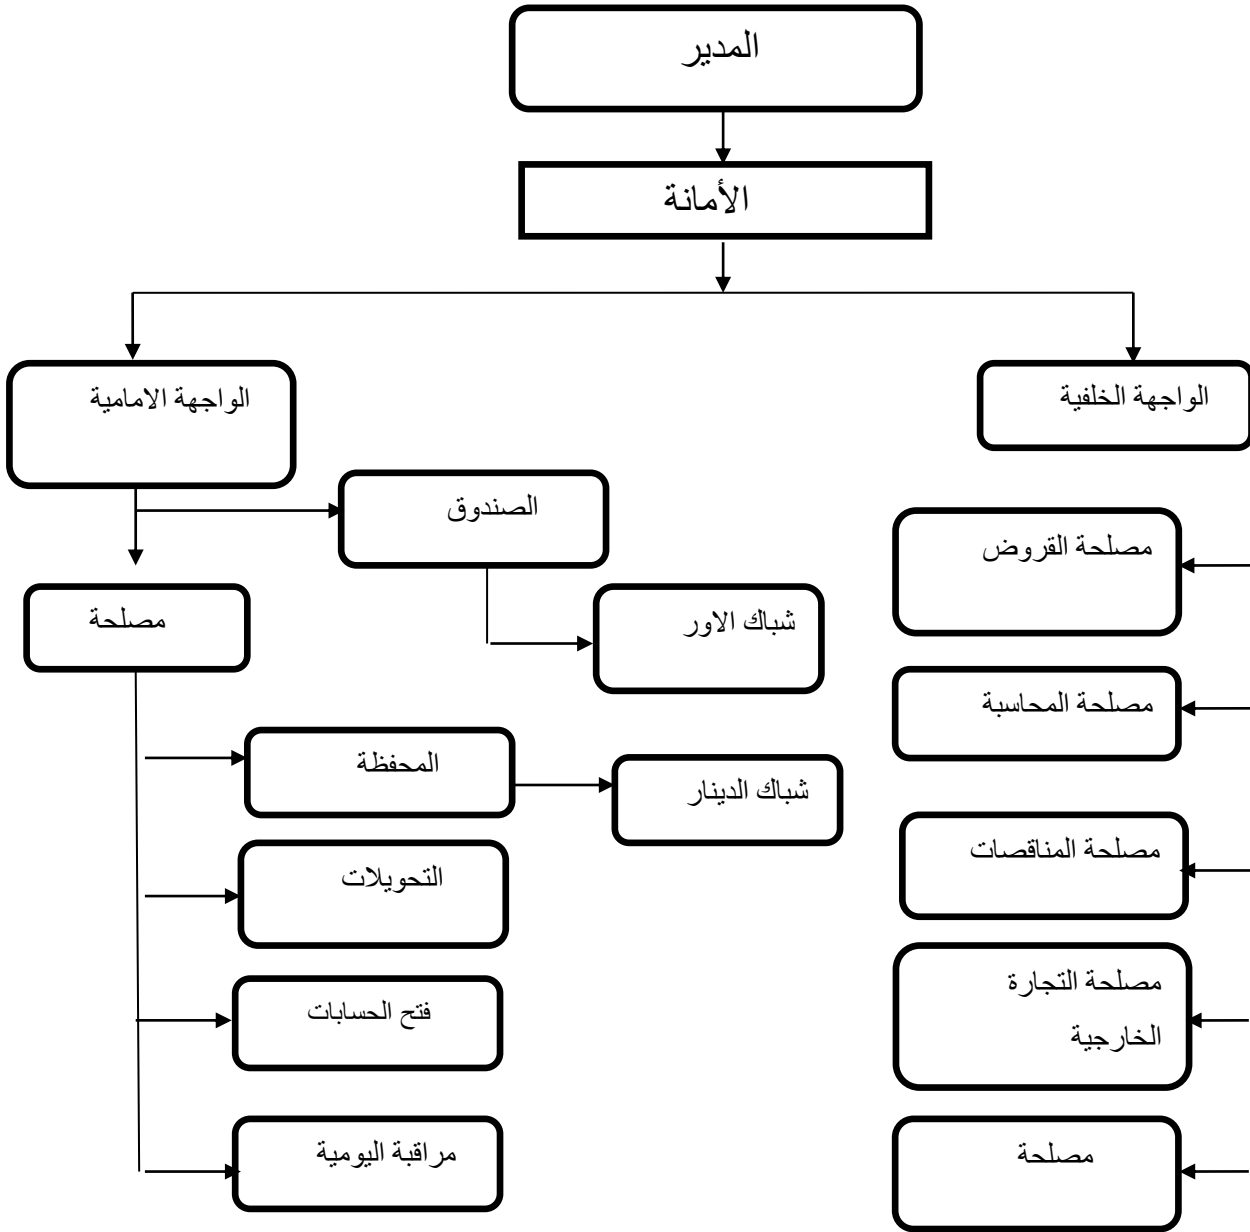 المدير
الأمانة
الواجهة الخلفية
الواجهة الامامية
الصندوق
مصلحة القروض
شباك الاور
مصلحة
مصلحة المحاسبة
المحفظة
شباك الدينار
مصلحة المناقصات
التحويلات
مصلحة التجارة
الخارجية
فتح الحسابات
مصلحة
مراقبة اليومية